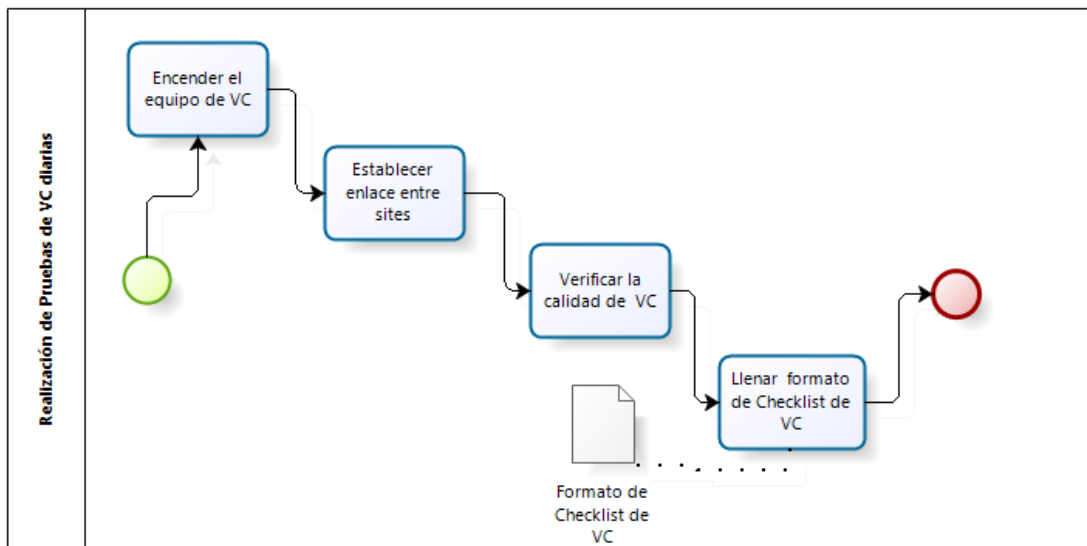 Realización de Pruebas de VC diarias
Encender el
equipo de VC
Establecer
enlace entre
sites
Verificar la
calidad de  VC
Llenar  formato
de Checklist de
VC
Formato de
Checklist de
VC